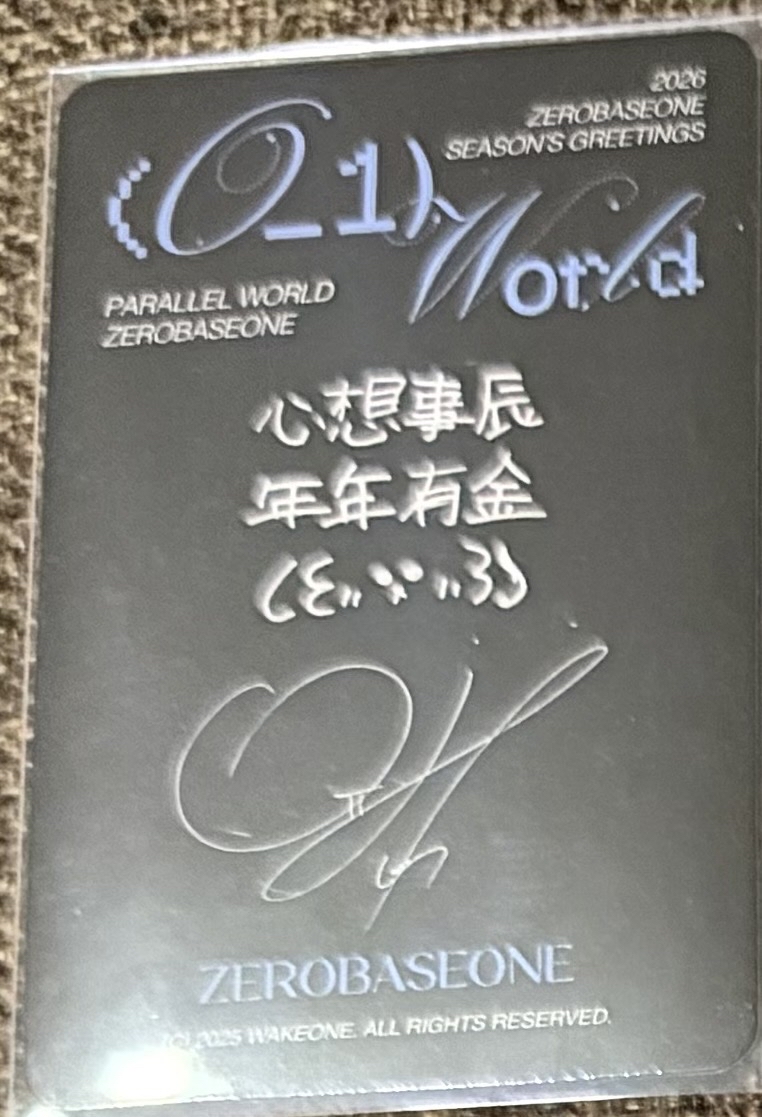 2026
ZEROBASEONE
SEASON'S GREETINGS
(0_1)
World
PARALLEL WORLD
ZEROBASEONE
心想事辰
年年有金
ZEROBASEONE
(C) 2025 WAKEONE. ALL RIGHTS RESERVED.